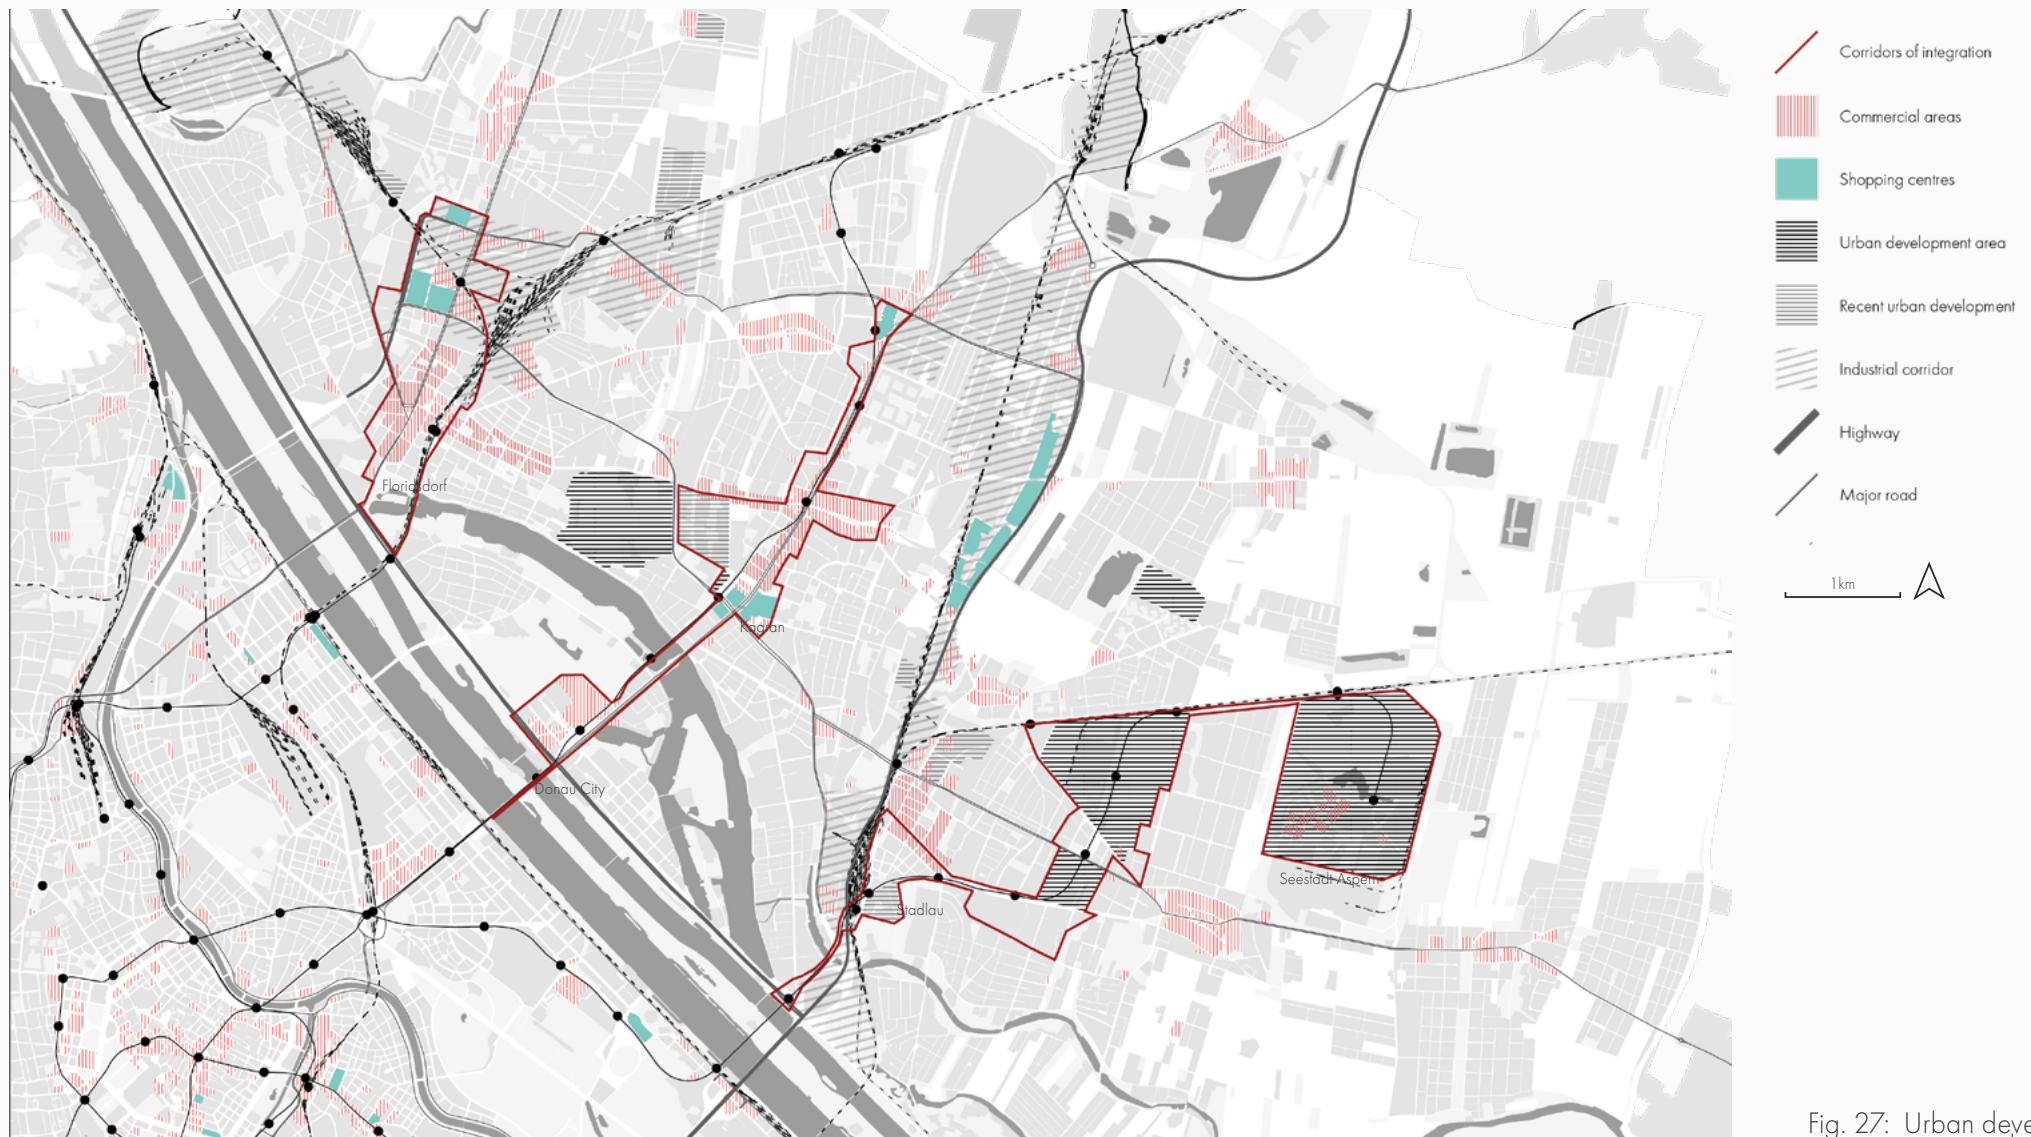 Corridors of integration
Commercial areas
Shopping centres
Urban development area
Recent urban development
Industrial corridor
Highway
Major road
1km
Floridsdorf
Kagran
Donau City
Seestadt Aspern
Stadlau
Fig. 27: Urban deve